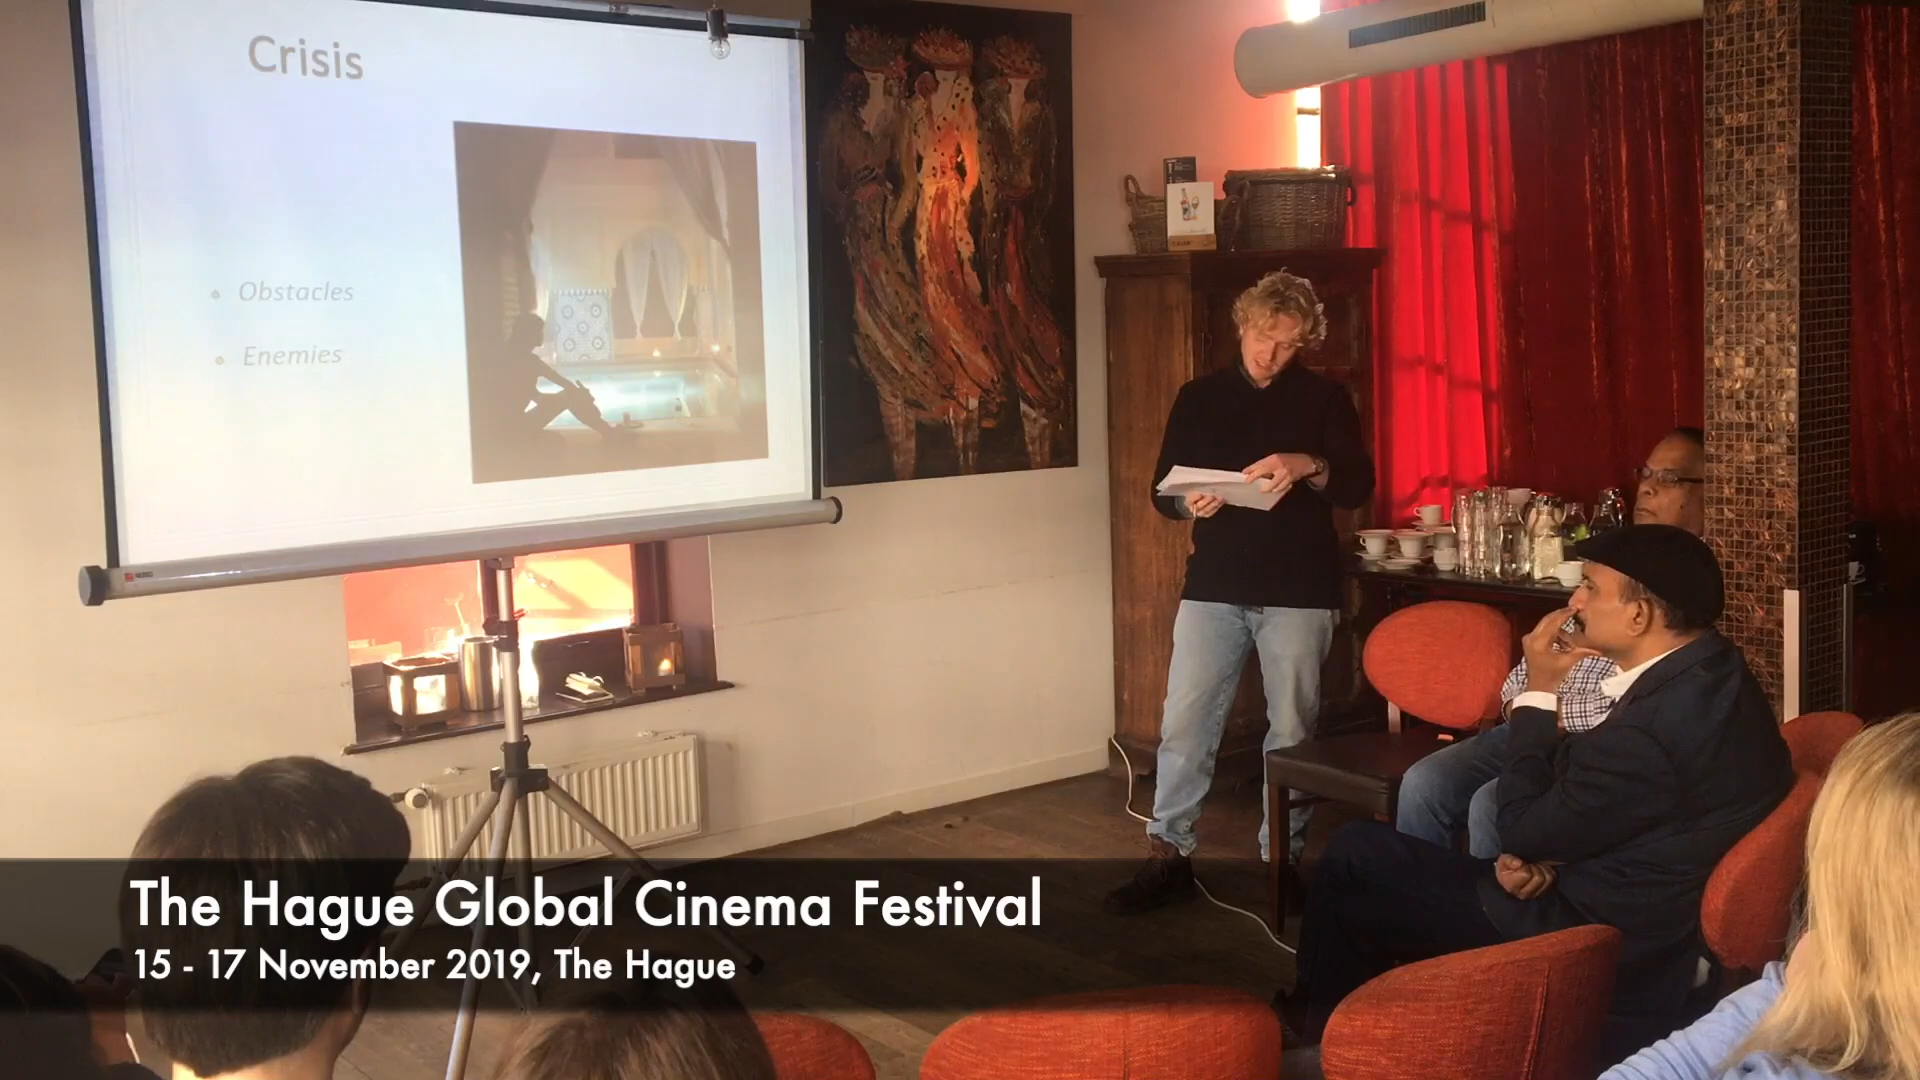 Crisis
Obstacles
Enemies
The Hague Global Cinema Festival
15 - 17 November 2019, The Hague